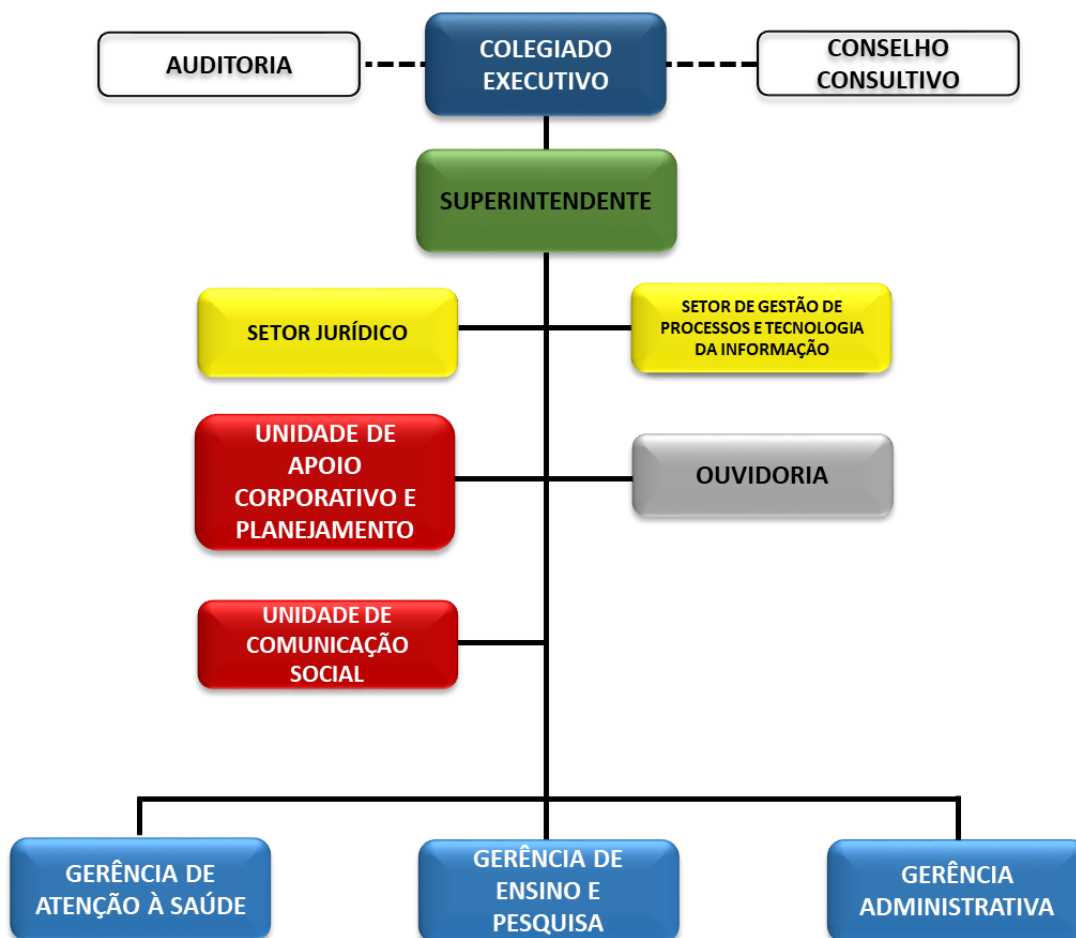 AUDITORIA
COLEGIADO
EXECUTIVO
CONSELHO
CONSULTIVO
SUPERINTENDENTE
SETOR JURÍDICO
SETOR DE GESTÃO DE
PROCESSOS E TECNOLOGIA
DA INFORMAÇÃO
UNIDADE DE
APOIO
CORPORATIVO E
PLANEJAMENTO
OUVIDORIA
UNIDADE DE
COMUNICAÇÃO
SOCIAL
GERÊNCIA DE
ATENÇÃO À SAÚDE
GERÊNCIA DE
ENSINO E
PESQUISA
GERÊNCIA
ADMINISTRATIVA